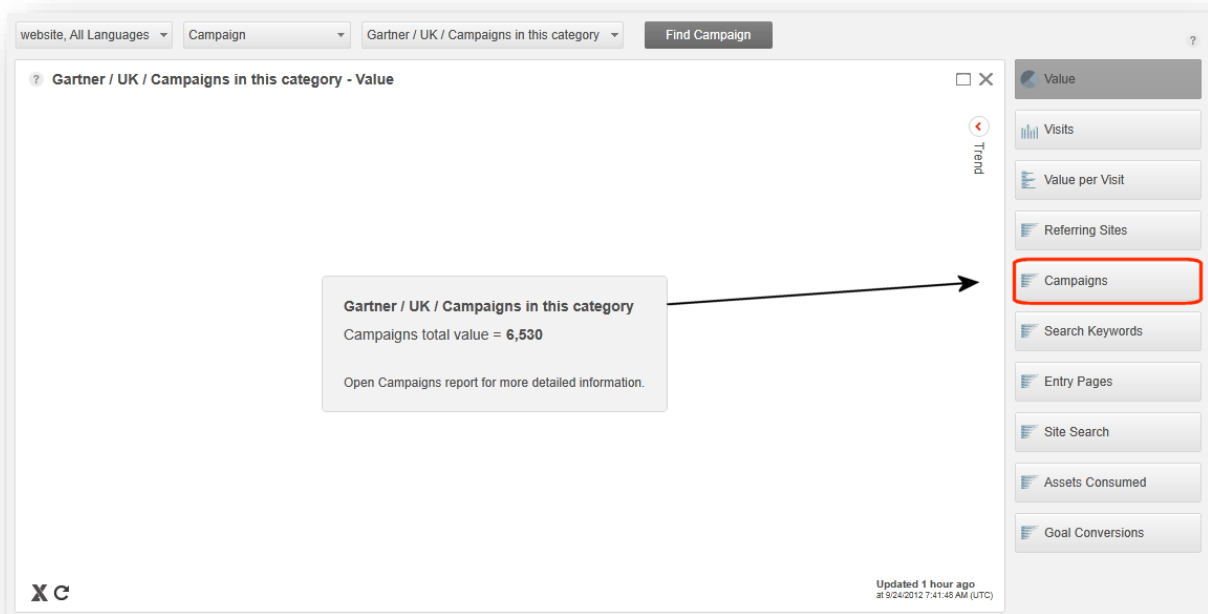 website, All Languages
Campaign
Gartner / UK / Campaigns in this category
Find Campaign
?
? Gartner / UK / Campaigns in this category - Value
Trend
Gartner / UK / Campaigns in this category
Campaigns total value = 6,530
Open Campaigns report for more detailed information.
Updated 1 hour ago
at 9/24/2012 7:41:48 AM (UTC)
Value
Visits
Value per Visit
Referring Sites
Campaigns
Search Keywords
Entry Pages
Site Search
Assets Consumed
Goal Conversions